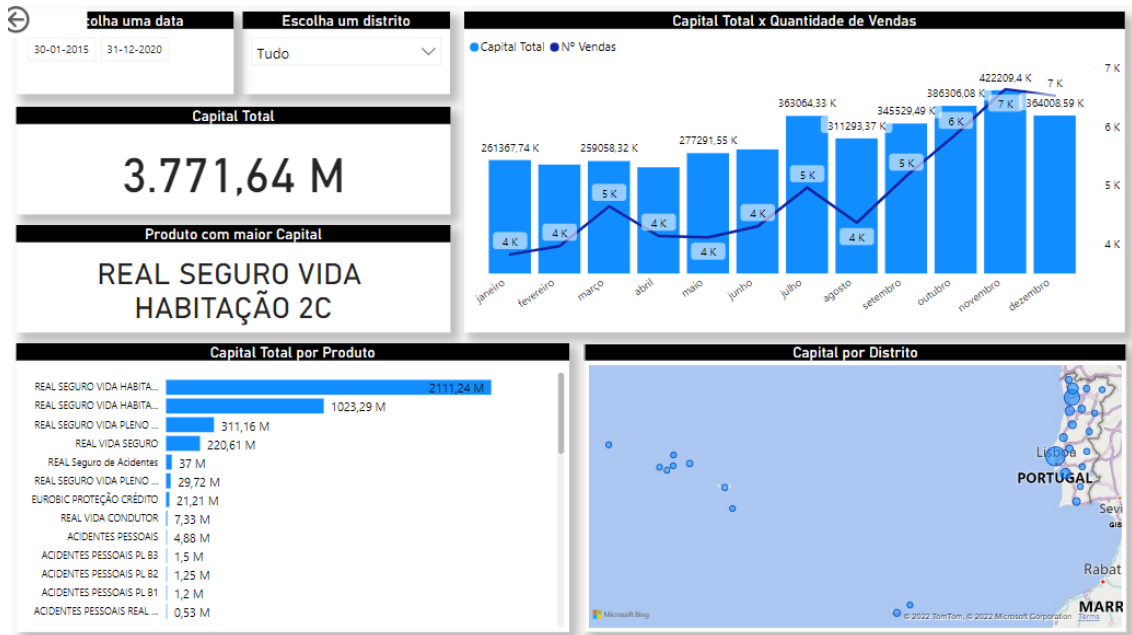 :olha uma data
30-01-2015 31-12-2020
Escolha um distrito
Tudo
Capital Total
3.771,64 M
Produto com maior Capital
REAL SEGURO VIDA
HABITAÇÃO 2C
Capital Total x Quantidade de Vendas
Capital Total Nº Vendas
7 K
6 K
5 K
4 K
261367,74 K
259058,32 K
277291,55 K
363064,33 K
311293,37 K
345529,49 K
386306,08 K
422209,4 K
364008,59 K
4 K
4 K
5 K
4 K
4 K
4 K
5 K
4 K
5 K
6 K
7 K
7 K
janeiro
fevereiro
março
abril
maio
junho
julho
agosto
setembro
outubro
novembro
dezembro
Capital Total por Produto
REAL SEGURO VIDA HABITA... 2111,24 M
REAL SEGURO VIDA HABITA... 1023,29 M
REAL SEGURO VIDA PLENO ... 311,16 M
REAL VIDA SEGURO 220,61 M
REAL Seguro de Acidentes 37 M
REAL SEGURO VIDA PLENO ... 29,72 M
EUROBIC PROTEÇÃO CRÉDITO 21,21 M
REAL VIDA CONDUTOR 7,33 M
ACIDENTES PESSOAIS 4,88 M
ACIDENTES PESSOAIS PL B3 1,5 M
ACIDENTES PESSOAIS PL B2 1,25 M
ACIDENTES PESSOAIS PL B1 1,2 M
ACIDENTES PESSOAIS REAL ... 0,53 M
Capital por Distrito
Lisboa
PORTUGAL
Sevi
GIB
Rabat
MARR
Microsoft Bing
© 2022 TomTom, © 2022 Microsoft Corporation Terms